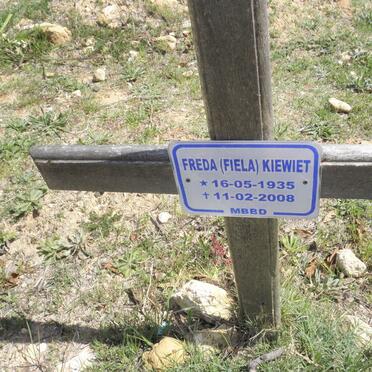 FREDA (FIELA) KIEWIET
★ 16-05-1935
✝ 11-02-2008
MBBD